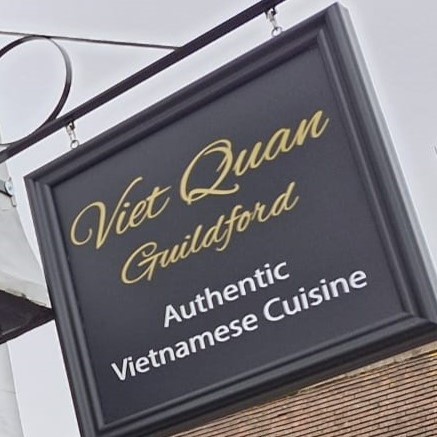 Viet Quan
Guildford
Authentic
Vietnamese Cuisine